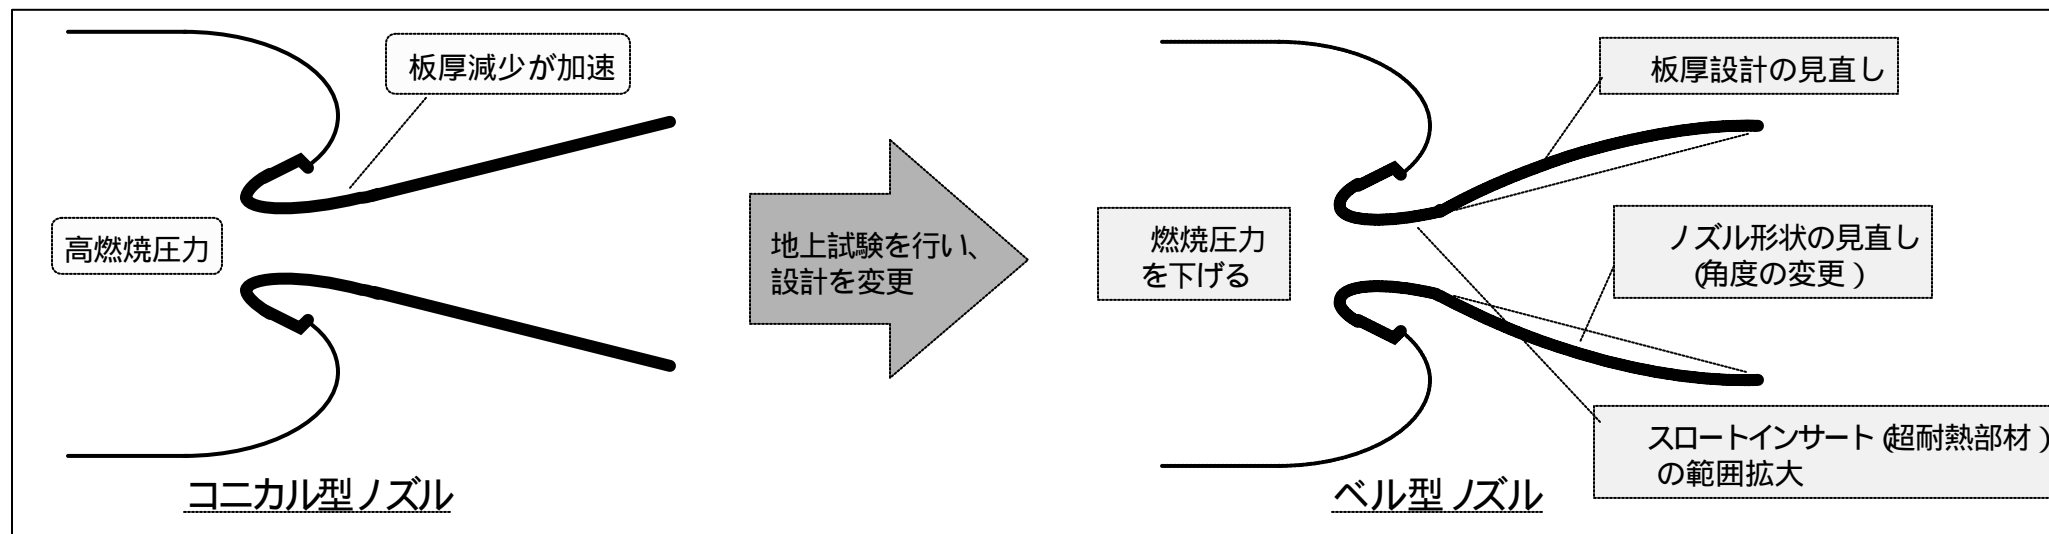 板厚減少が加速
高燃焼圧力
コニカル型ノズル
地上試験を行い、
設計を変更
板厚設計の見直し
燃焼圧力
を下げる
ノズル形状の見直し
(角度の変更)
スロートインサート(超耐熱部材)
の範囲拡大
ベル型ノズル